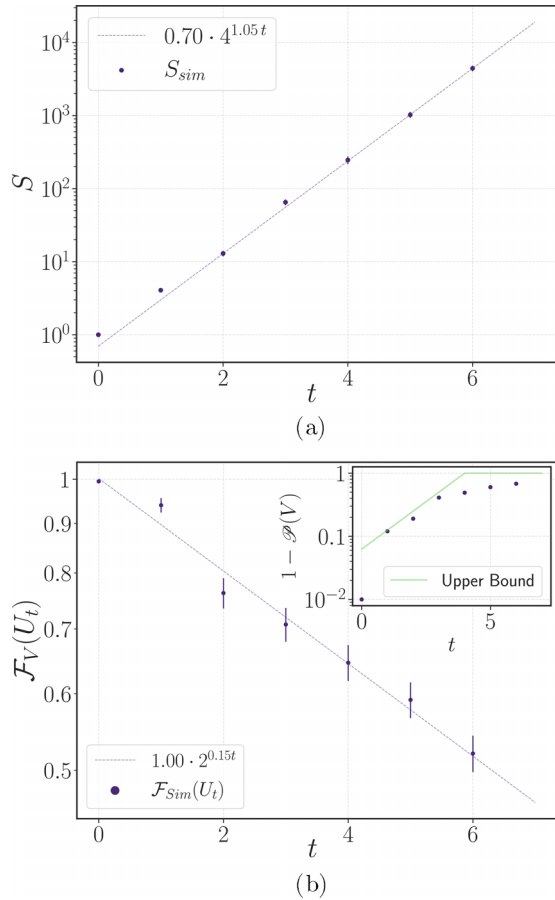 0.70 · 4^{1.05 t}
S_{sim}
10^4
10^3
10^2
10^1
10^0
S
0 2 4 6
t
(a)
1
0.9
0.8
0.7
0.6
0.5
F_V(U_t)
1 − 𝒫(V)
1
0.1
10^{−2}
Upper Bound
0 5
t
1.00 · 2^{0.15t}
F_{Sim}(U_t)
0 2 4 6
t
(b)